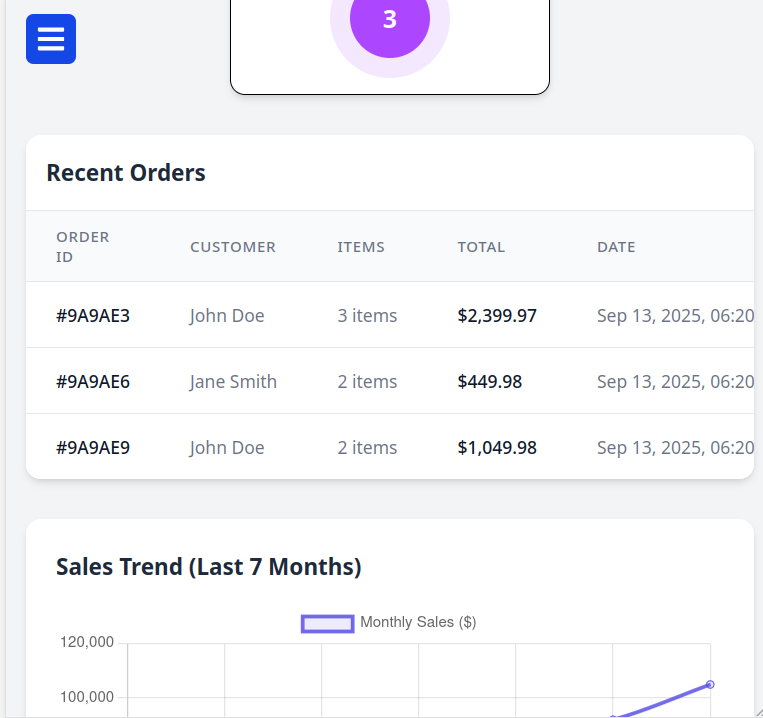 3
Recent Orders
ORDER
ID
CUSTOMER
ITEMS
TOTAL
DATE
#9A9AE3 John Doe 3 items $2,399.97 Sep 13, 2025, 06:20
#9A9AE6 Jane Smith 2 items $449.98 Sep 13, 2025, 06:20
#9A9AE9 John Doe 2 items $1,049.98 Sep 13, 2025, 06:20
Sales Trend (Last 7 Months)
Monthly Sales ($)
120,000
100,000